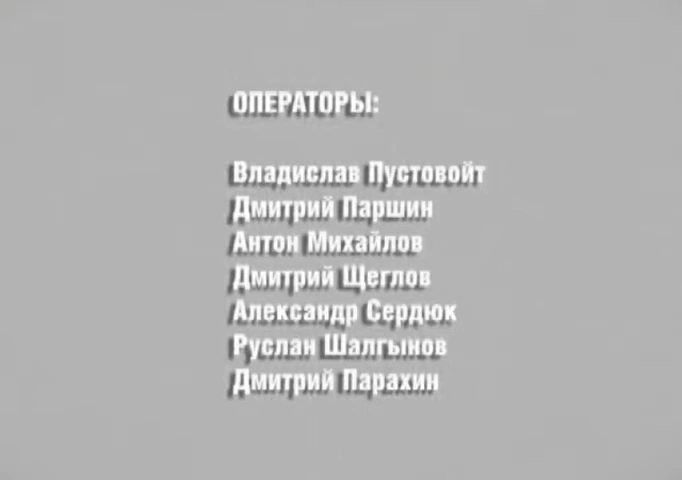 ОПЕРАТОРЫ:
Владислав Пустовойт
Дмитрий Паршин
Антон Михайлов
Дмитрий Щеглов
Александр Сердюк
Руслан Шалгынов
Дмитрий Парахин